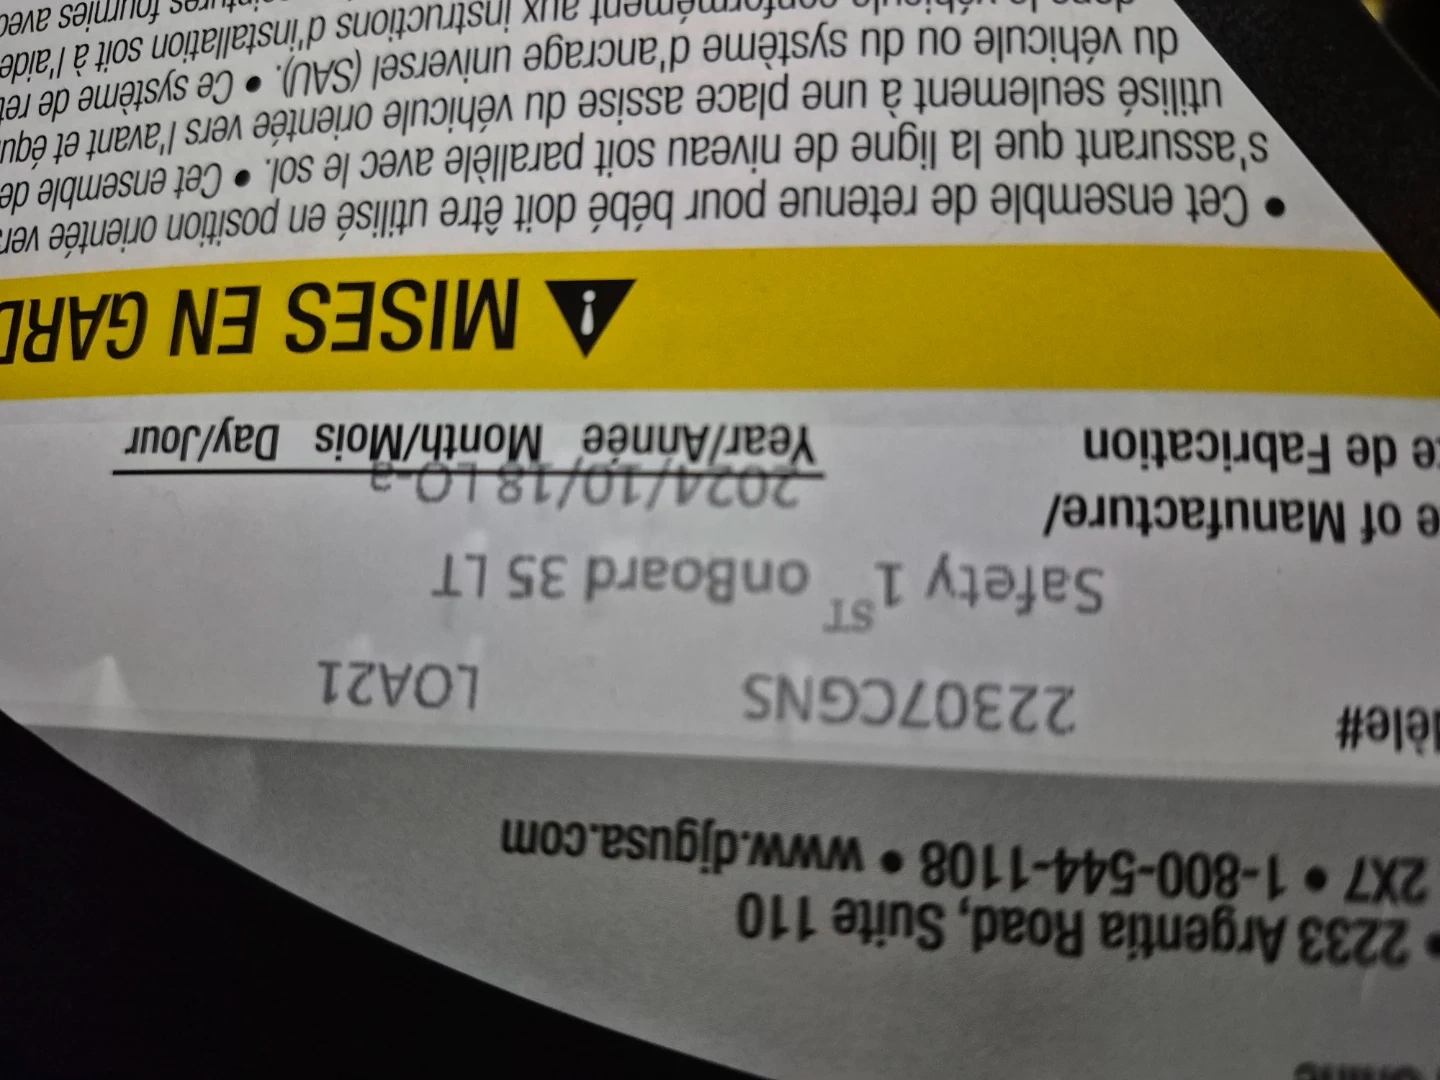 • 2233 Argentia Road, Suite 110
2X7 • 1-800-544-1108 • www.djgusa.com
22307CGNS LOA21
Safety 1ST onBoard 35 LT
of Manufacture/ 2024/10/18 LO-a
de Fabrication Year/Année Month/Mois Day/Jour
MISES EN GARD
• Cet ensemble de retenue pour bébé doit être utilisé en position orientée
s'assurant que la ligne de niveau soit parallèle avec le sol. • Cet ensemble de
utilisé seulement à une place assise du véhicule orientée vers l'avant et
du véhicule ou du système d'ancrage universel (SAU). • Ce système de
conformément aux instructions d'installation soit à l'aide
fournies avec